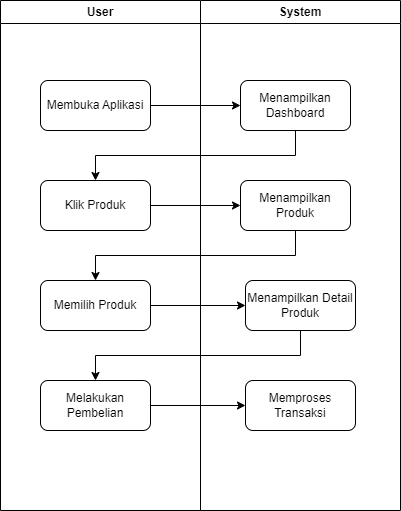 User
System
Membuka Aplikasi
Menampilkan
Dashboard
Klik Produk
Menampilkan
Produk
Memilih Produk
Menampilkan Detail
Produk
Melakukan
Pembelian
Memproses
Transaksi